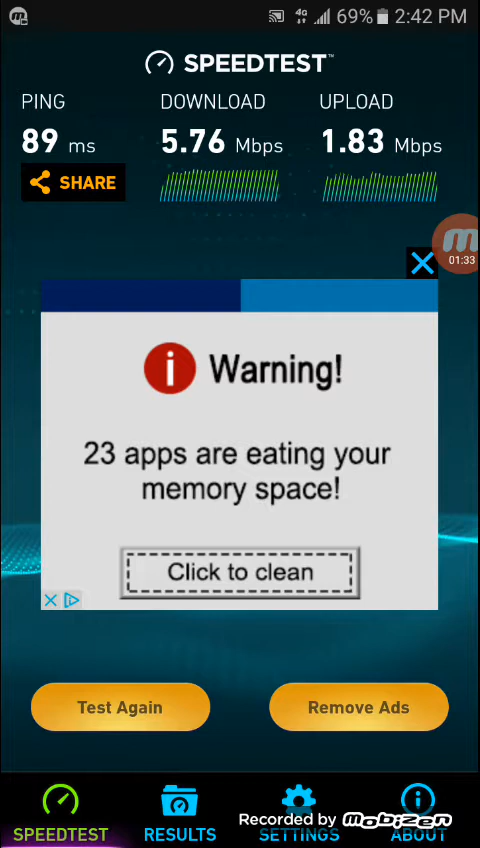 4G 69% 2:42 PM
SPEEDTEST™
PING DOWNLOAD UPLOAD
89 ms 5.76 Mbps 1.83 Mbps
SHARE
01:33
Warning!
23 apps are eating your
memory space!
Click to clean
Test Again Remove Ads
Recorded by Mobizen
SPEEDTEST RESULTS SETTINGS ABOUT